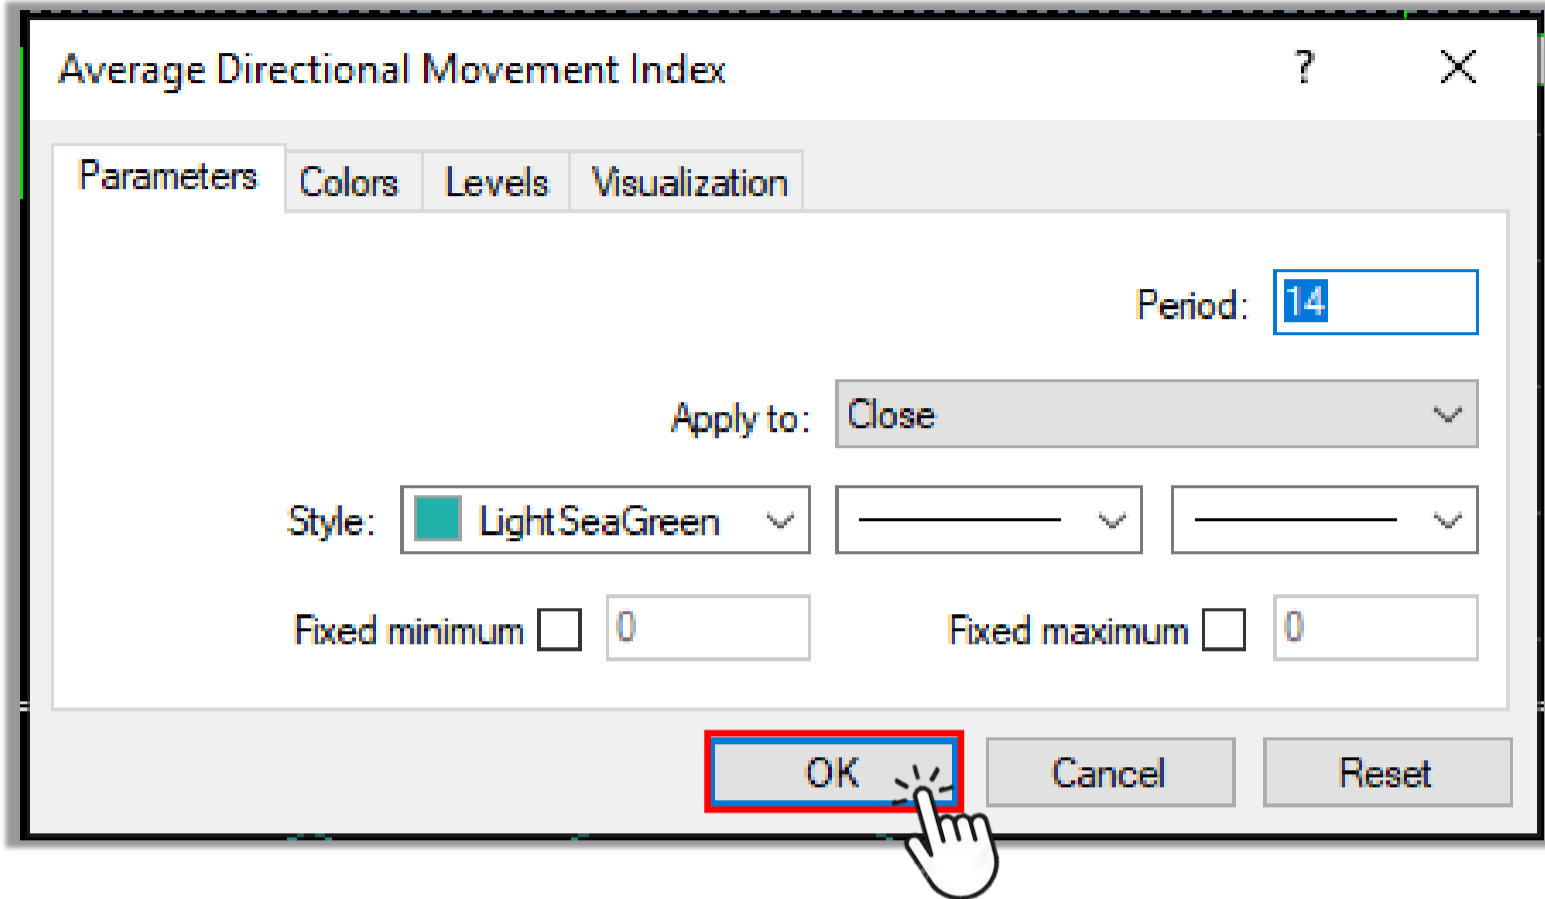 Average Directional Movement Index ?
Parameters Colors Levels Visualization
Period: 14
Apply to: Close
Style: LightSeaGreen
Fixed minimum 0 Fixed maximum 0
OK Cancel Reset